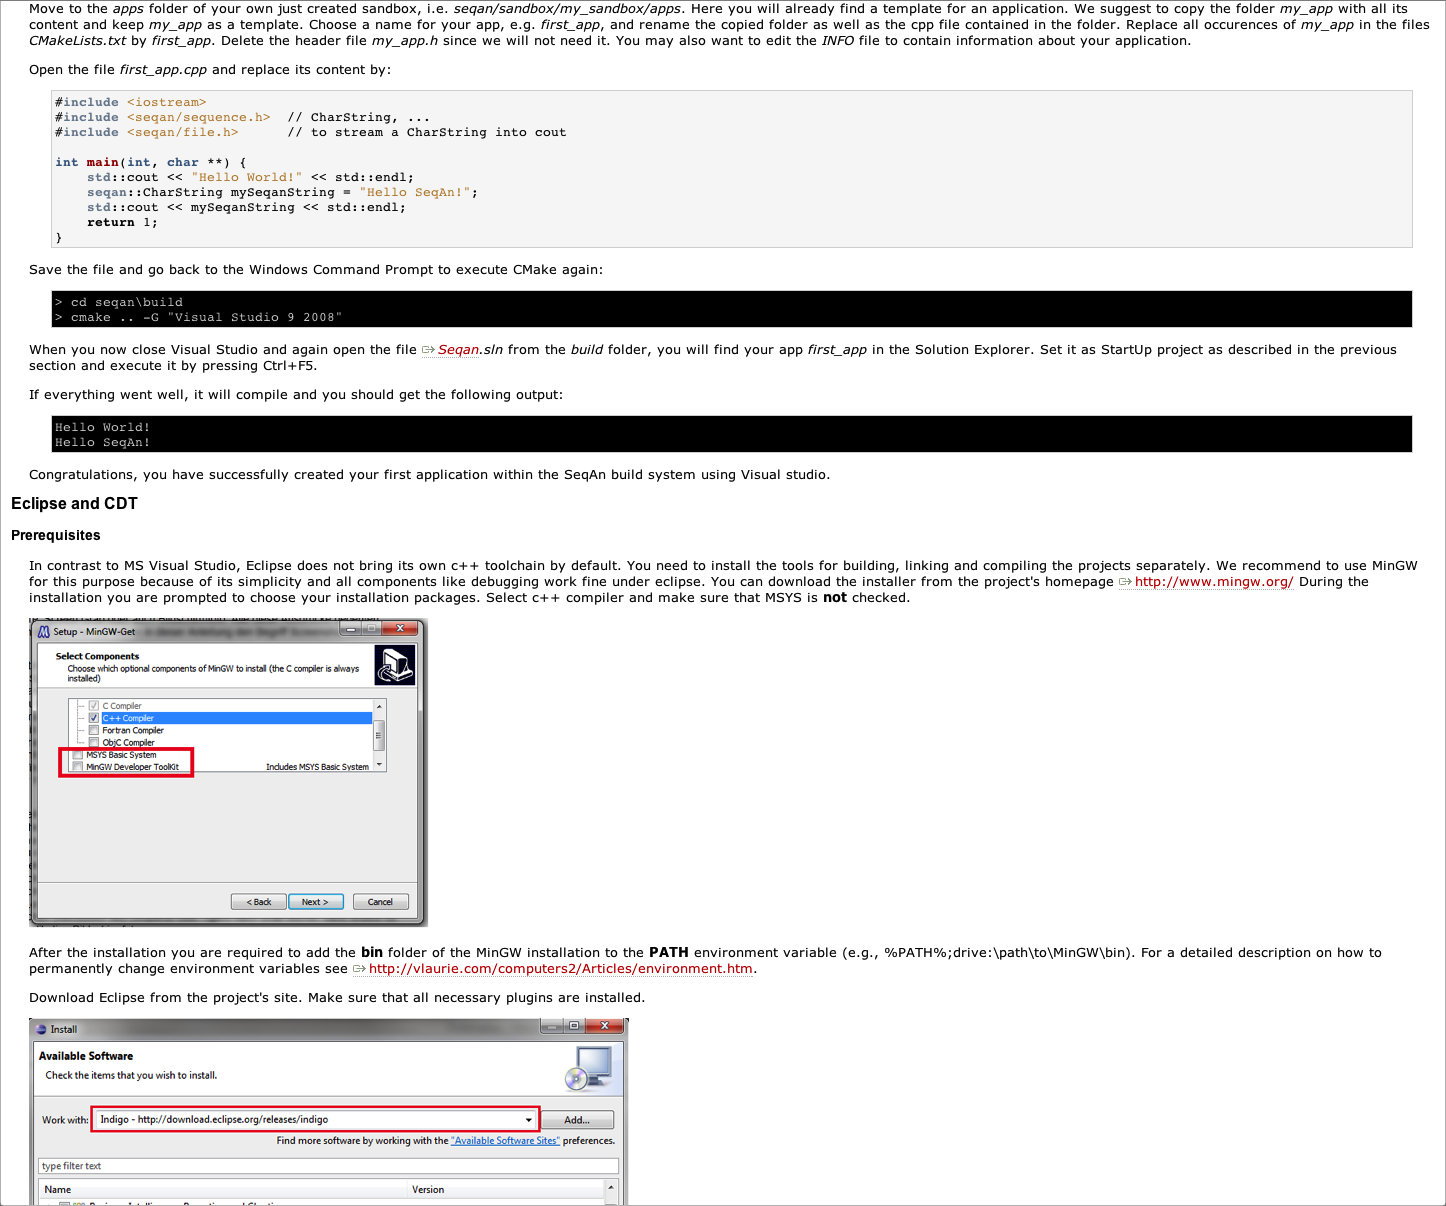 Move to the apps folder of your own just created sandbox, i.e. seqan/sandbox/my_sandbox/apps. Here you will already find a template for an application. We suggest to copy the folder my_app with all its
content and keep my_app as a template. Choose a name for your app, e.g. first_app, and rename the copied folder as well as the cpp file contained in the folder. Replace all occurences of my_app in the files
CMakeLists.txt by first_app. Delete the header file my_app.h since we will not need it. You may also want to edit the INFO file to contain information about your application.
Open the file first_app.cpp and replace its content by:
#include <iostream>
#include <seqan/sequence.h>  // CharString, ...
#include <seqan/file.h>      // to stream a CharString into cout
int main(int, char **) {
    std::cout << "Hello World!" << std::endl;
    seqan::CharString mySeqanString = "Hello SeqAn!";
    std::cout << mySeqanString << std::endl;
    return 1;
}
Save the file and go back to the Windows Command Prompt to execute CMake again:
> cd seqan\build
> cmake .. -G "Visual Studio 9 2008"
When you now close Visual Studio and again open the file Seqan.sln from the build folder, you will find your app first_app in the Solution Explorer. Set it as StartUp project as described in the previous
section and execute it by pressing Ctrl+F5.
If everything went well, it will compile and you should get the following output:
Hello World!
Hello SeqAn!
Congratulations, you have successfully created your first application within the SeqAn build system using Visual studio.
Eclipse and CDT
Prerequisites
In contrast to MS Visual Studio, Eclipse does not bring its own c++ toolchain by default. You need to install the tools for building, linking and compiling the projects separately. We recommend to use MinGW
for this purpose because of its simplicity and all components like debugging work fine under eclipse. You can download the installer from the project's homepage http://www.mingw.org/ During the
installation you are prompted to choose your installation packages. Select c++ compiler and make sure that MSYS is not checked.
Setup - MinGW-Get
Select Components
Choose which optional components of MinGW to install (the C compiler is always
installed)
C Compiler
C++ Compiler
Fortran Compiler
ObjC Compiler
MSYS Basic System
MinGW Developer ToolKit Includes MSYS Basic System
< Back Next > Cancel
After the installation you are required to add the bin folder of the MinGW installation to the PATH environment variable (e.g., %PATH%;drive:\path\to\MinGW\bin). For a detailed description on how to
permanently change environment variables see http://vlaurie.com/computers2/Articles/environment.htm.
Download Eclipse from the project's site. Make sure that all necessary plugins are installed.
Install
Available Software
Check the items that you wish to install.
Work with: Indigo - http://download.eclipse.org/releases/indigo Add...
Find more software by working with the "Available Software Sites" preferences.
type filter text
Name Version